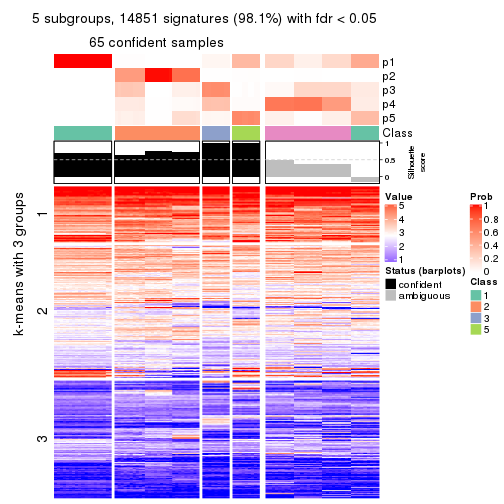 5 subgroups, 14851 signatures (98.1%) with fdr < 0.05
65 confident samples
p1
p2
p3
p4
p5
Class
1
0.5
0
Silhouette
score
k-means with 3 groups
1
2
3
Value
5
4
3
2
1
Status (barplots)
confident
ambiguous
Prob
1
0.8
0.6
0.4
0.2
0
Class
1
2
3
4
5